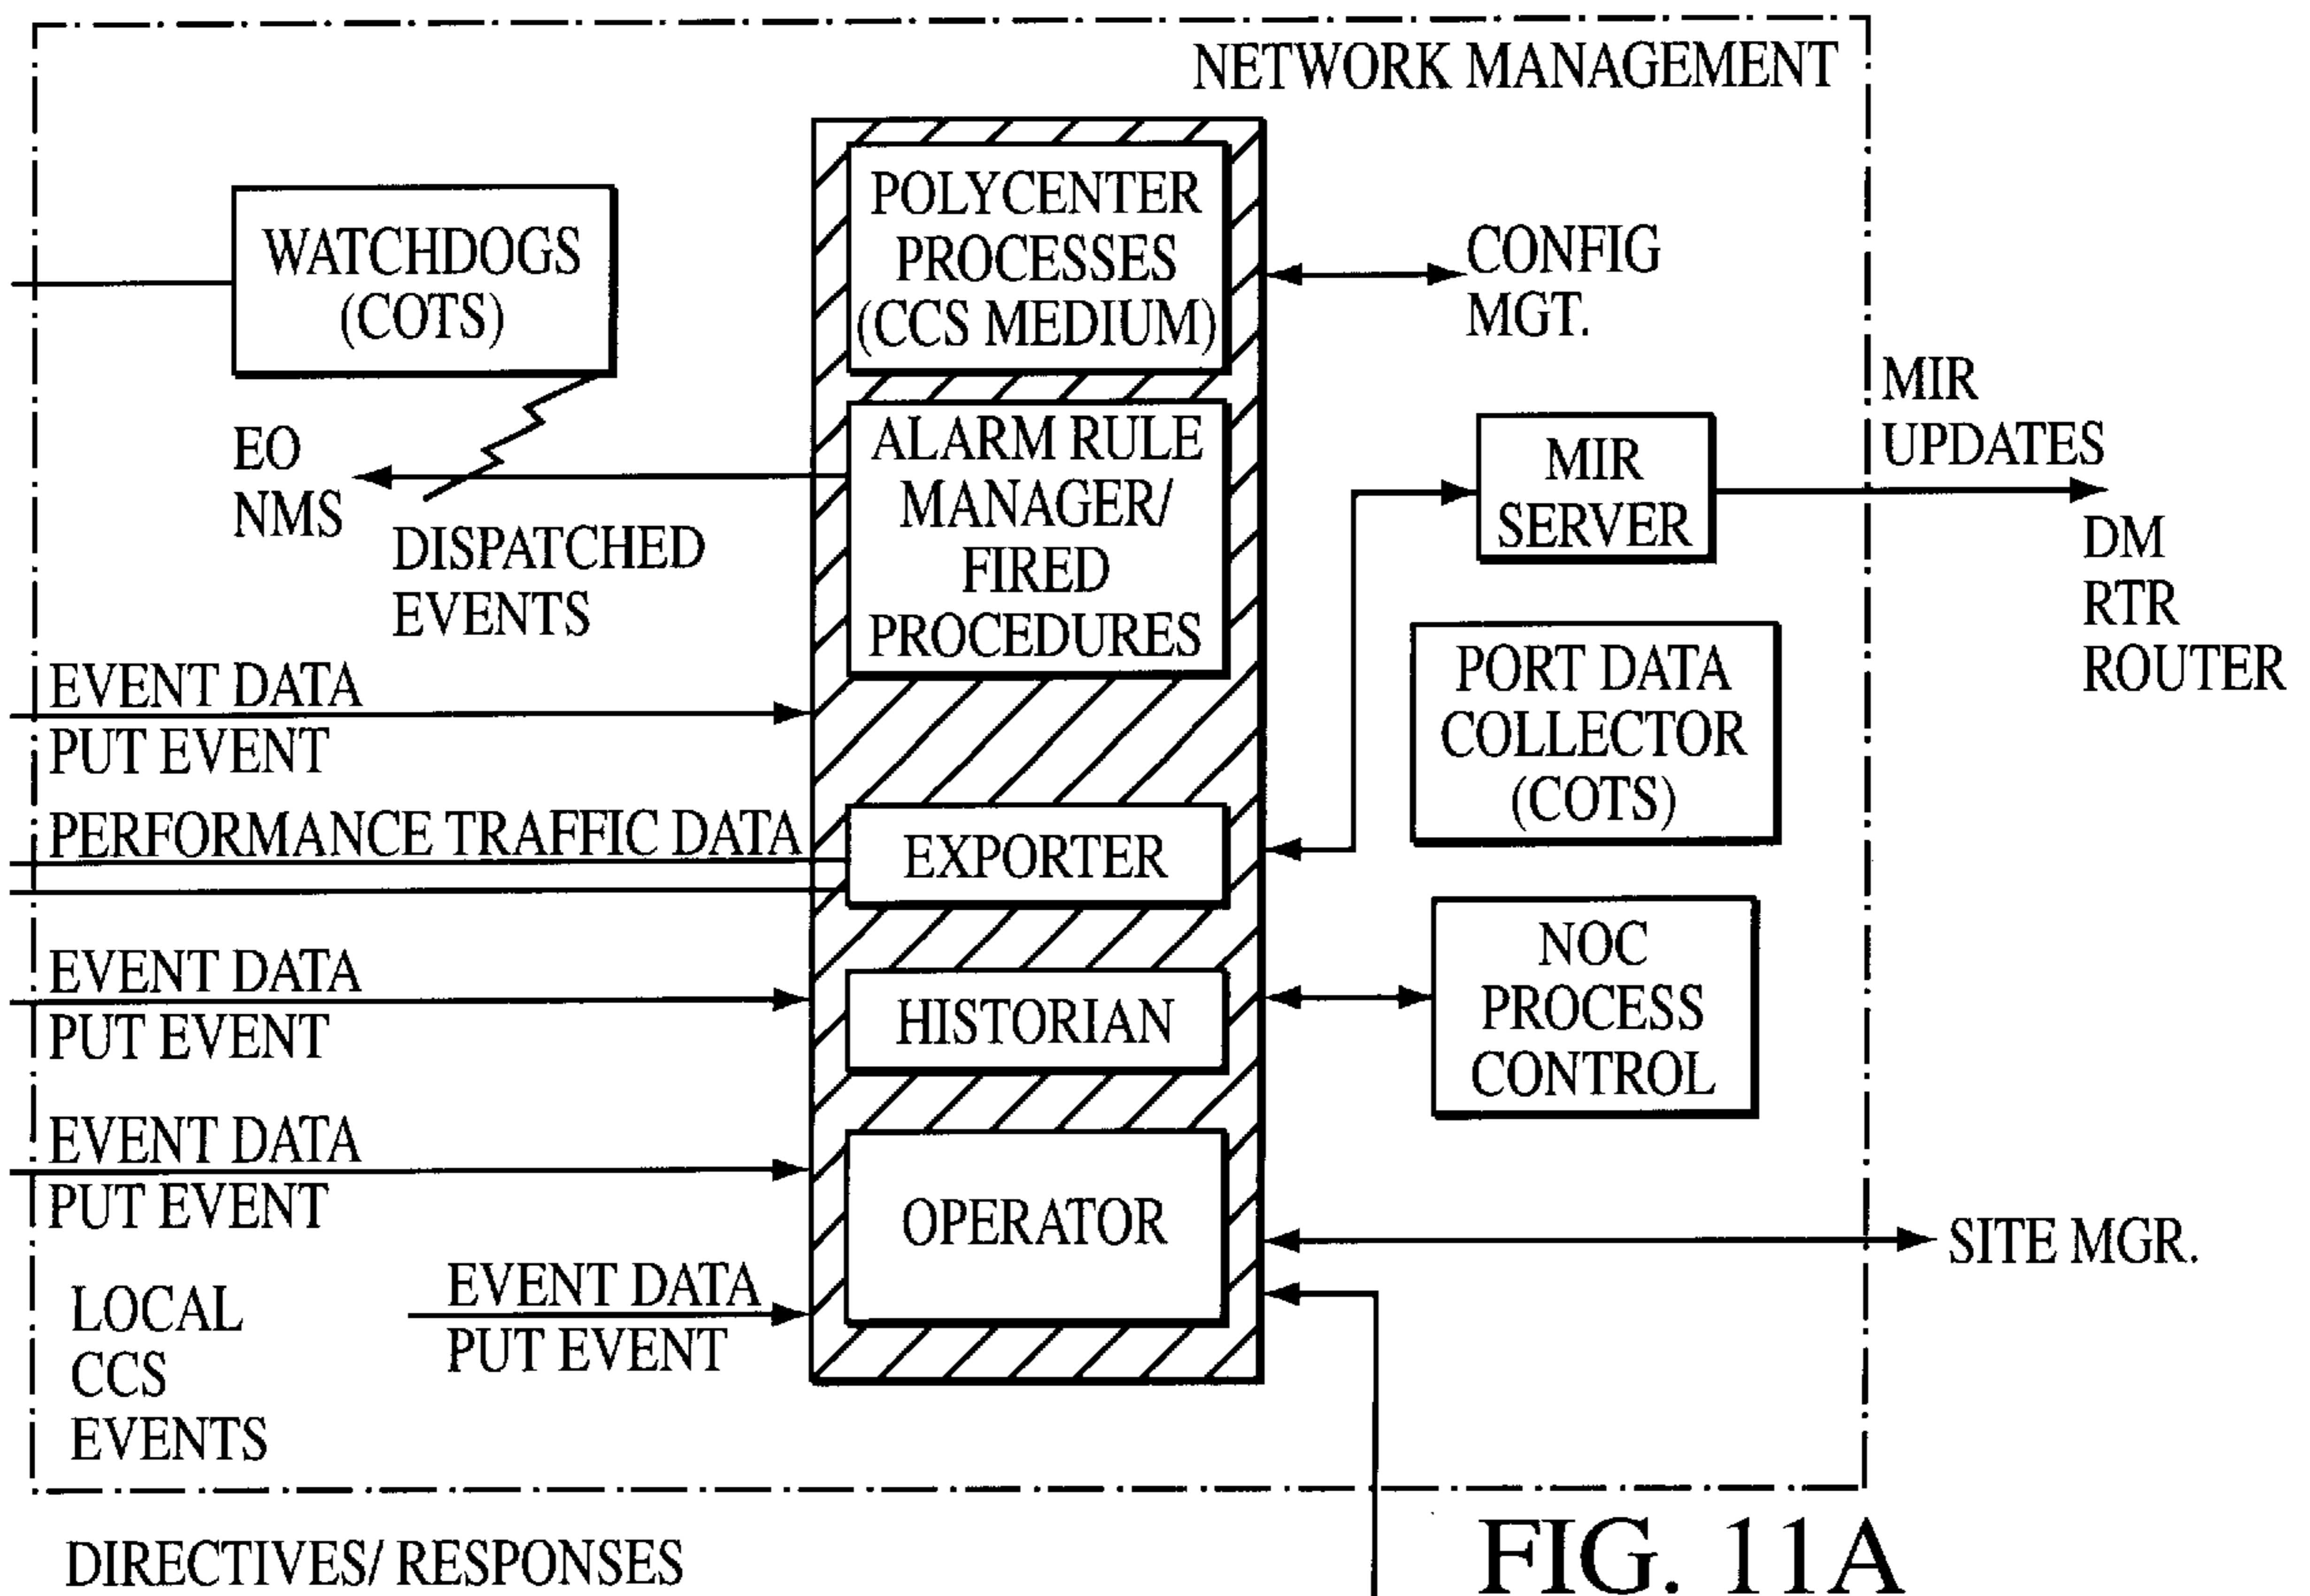 NETWORK MANAGEMENT
WATCHDOGS
(COTS)
POLYCENTER
PROCESSES
(CCS MEDIUM)
CONFIG
MGT.
EO
NMS
DISPATCHED
EVENTS
ALARM RULE
MANAGER/
FIRED
PROCEDURES
MIR
SERVER
MIR
UPDATES
DM
RTR
ROUTER
PORT DATA
COLLECTOR
(COTS)
EVENT DATA
PUT EVENT
PERFORMANCE TRAFFIC DATA
EXPORTER
EVENT DATA
PUT EVENT
HISTORIAN
NOC
PROCESS
CONTROL
EVENT DATA
PUT EVENT
OPERATOR
SITE MGR.
LOCAL
CCS
EVENTS
EVENT DATA
PUT EVENT
DIRECTIVES/ RESPONSES
FIG. 11A